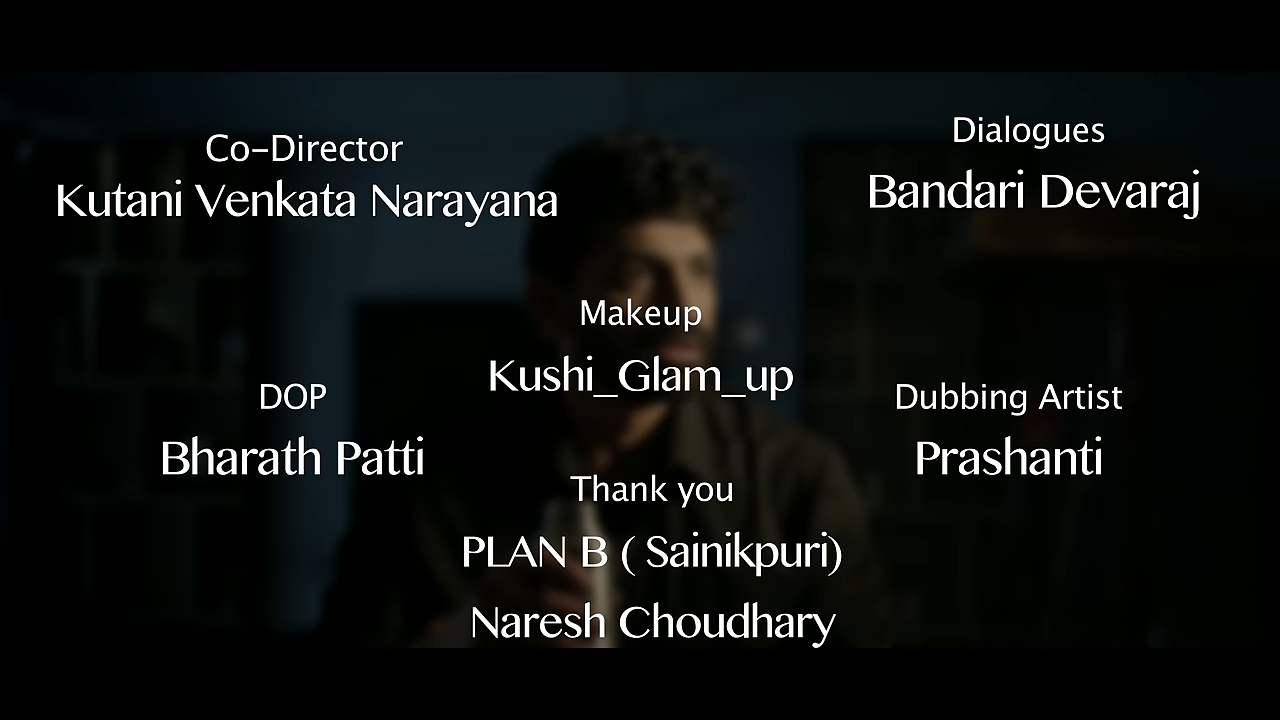 Co-Director
Kutani Venkata Narayana
Dialogues
Bandari Devaraj
Makeup
Kushi_Glam_up
DOP
Bharath Patti
Dubbing Artist
Prashanti
Thank you
PLAN B ( Sainikpuri)
Naresh Choudhary